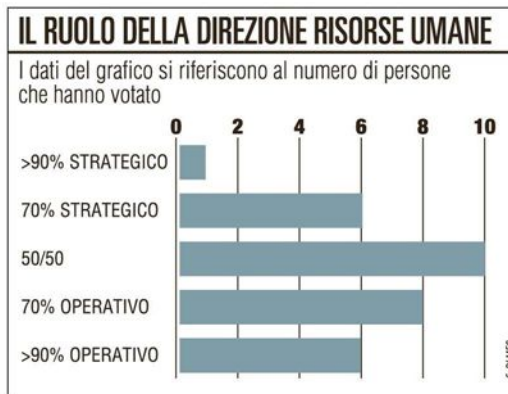 IL RUOLO DELLA DIREZIONE RISORSE UMANE
I dati del grafico si riferiscono al numero di persone
che hanno votato
0 2 4 6 8 10
>90% STRATEGICO
70% STRATEGICO
50/50
70% OPERATIVO
>90% OPERATIVO